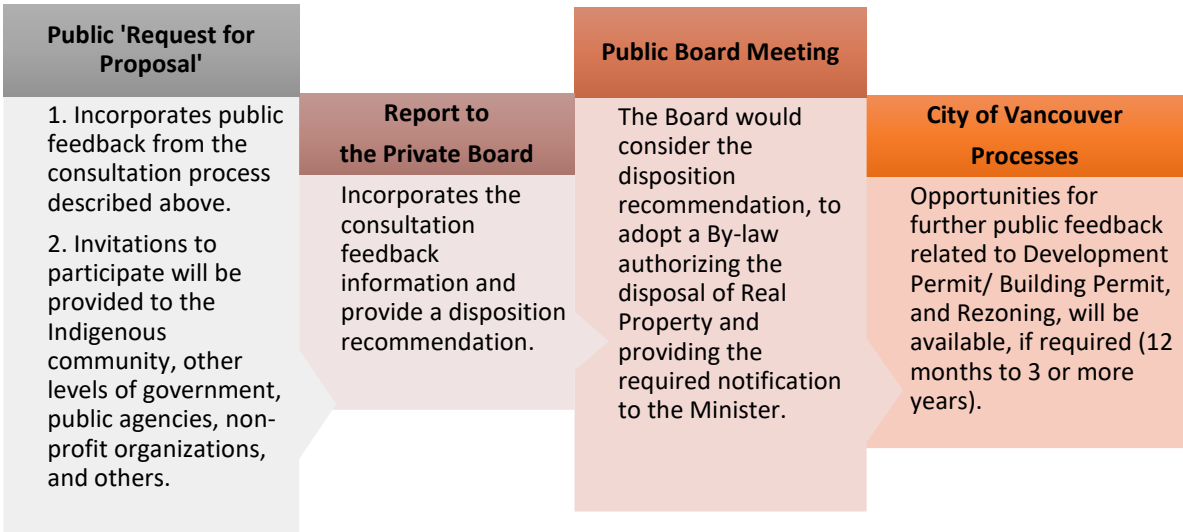 Public 'Request for
Proposal'
1. Incorporates public
feedback from the
consultation process
described above.
2. Invitations to
participate will be
provided to the
Indigenous
community, other
levels of government,
public agencies, non-
profit organizations,
and others.
Report to
the Private Board
Incorporates the
consultation
feedback
information and
provide a disposition
recommendation.
Public Board Meeting
The Board would
consider the
disposition
recommendation, to
adopt a By-law
authorizing the
disposal of Real
Property and
providing the
required notification
to the Minister.
City of Vancouver
Processes
Opportunities for
further public feedback
related to Development
Permit/ Building Permit,
and Rezoning, will be
available, if required (12
months to 3 or more
years).